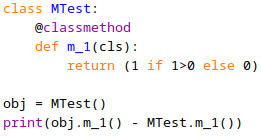 class MTest:
    @classmethod
    def m_1(cls):
        return (1 if 1>0 else 0)

obj = MTest()
print(obj.m_1() - MTest.m_1())